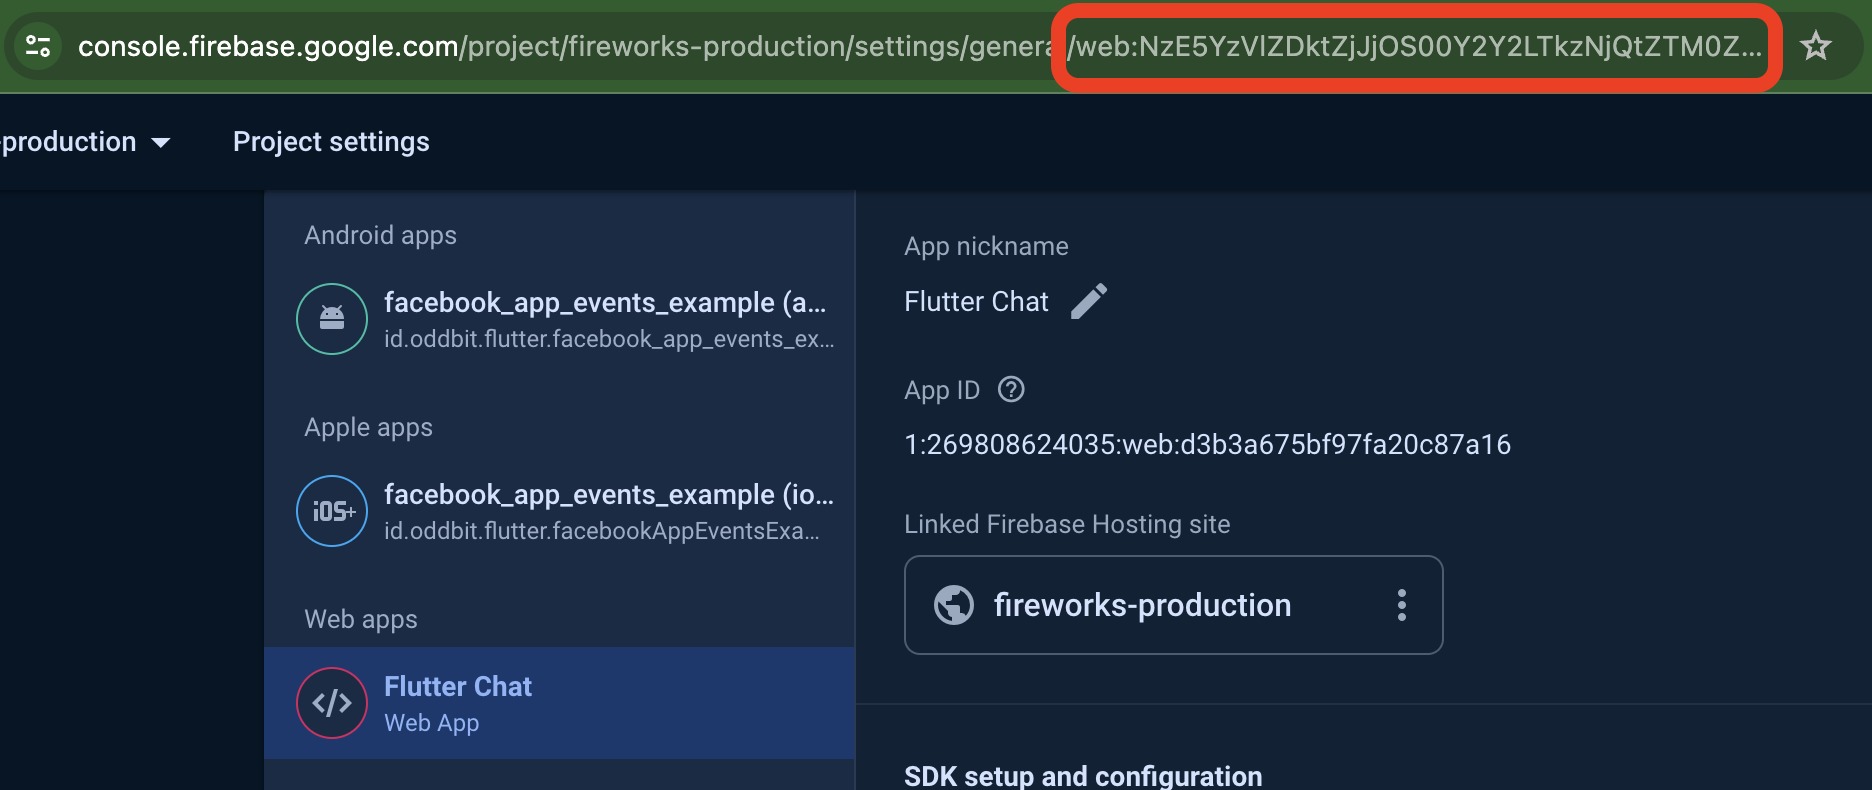 console.firebase.google.com/project/fireworks-production/settings/genera/web:NzE5YzVlZDktZjJjOS00Y2Y2LTkzNjQtZTM0Z...
-production
Project settings
Android apps
facebook_app_events_example (a...
id.oddbit.flutter.facebook_app_events_ex...
Apple apps
iOS+
facebook_app_events_example (io...
id.oddbit.flutter.facebookAppEventsExa...
Web apps
</>
Flutter Chat
Web App
App nickname
Flutter Chat
App ID
1:269808624035:web:d3b3a675bf97fa20c87a16
Linked Firebase Hosting site
fireworks-production
SDK setup and configuration